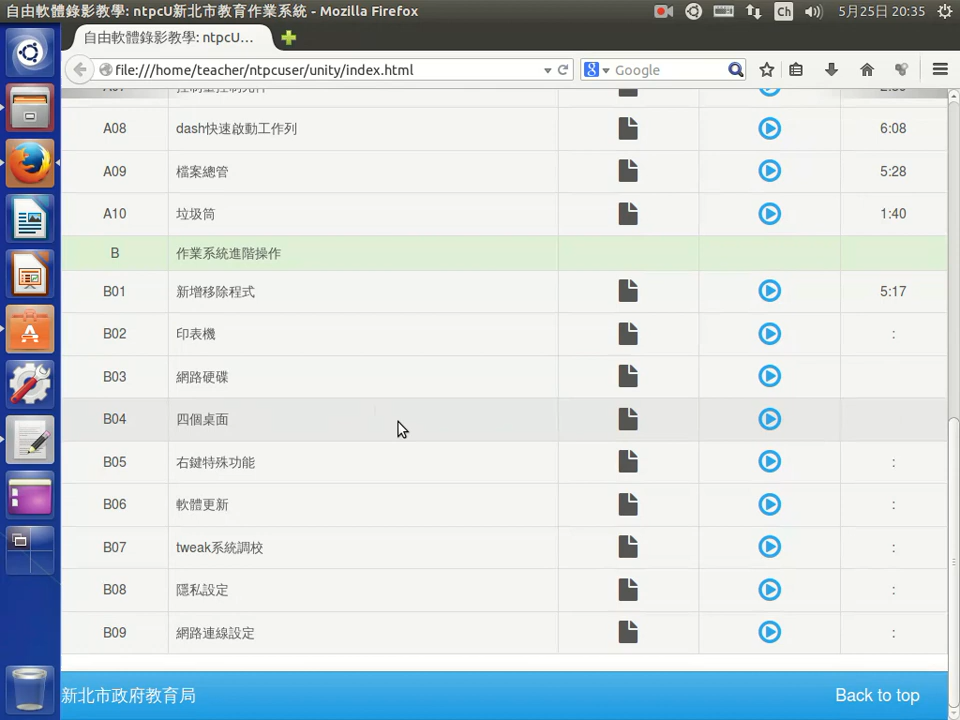 自由軟體錄影教學: ntpcU新北市教育作業系統 - Mozilla Firefox
Ch
5月25日 20:35
自由軟體錄影教學: ntpcU...
file:///home/teacher/ntpcuser/unity/index.html
Google
A08 dash快速啟動工作列 6:08
A09 檔案總管 5:28
A10 垃圾筒 1:40
B 作業系統進階操作
B01 新增移除程式 5:17
B02 印表機 :
B03 網路硬碟
B04 四個桌面
B05 右鍵特殊功能 :
B06 軟體更新 :
B07 tweak系統調校 :
B08 隱私設定 :
B09 網路連線設定 :
新北市政府教育局 Back to top